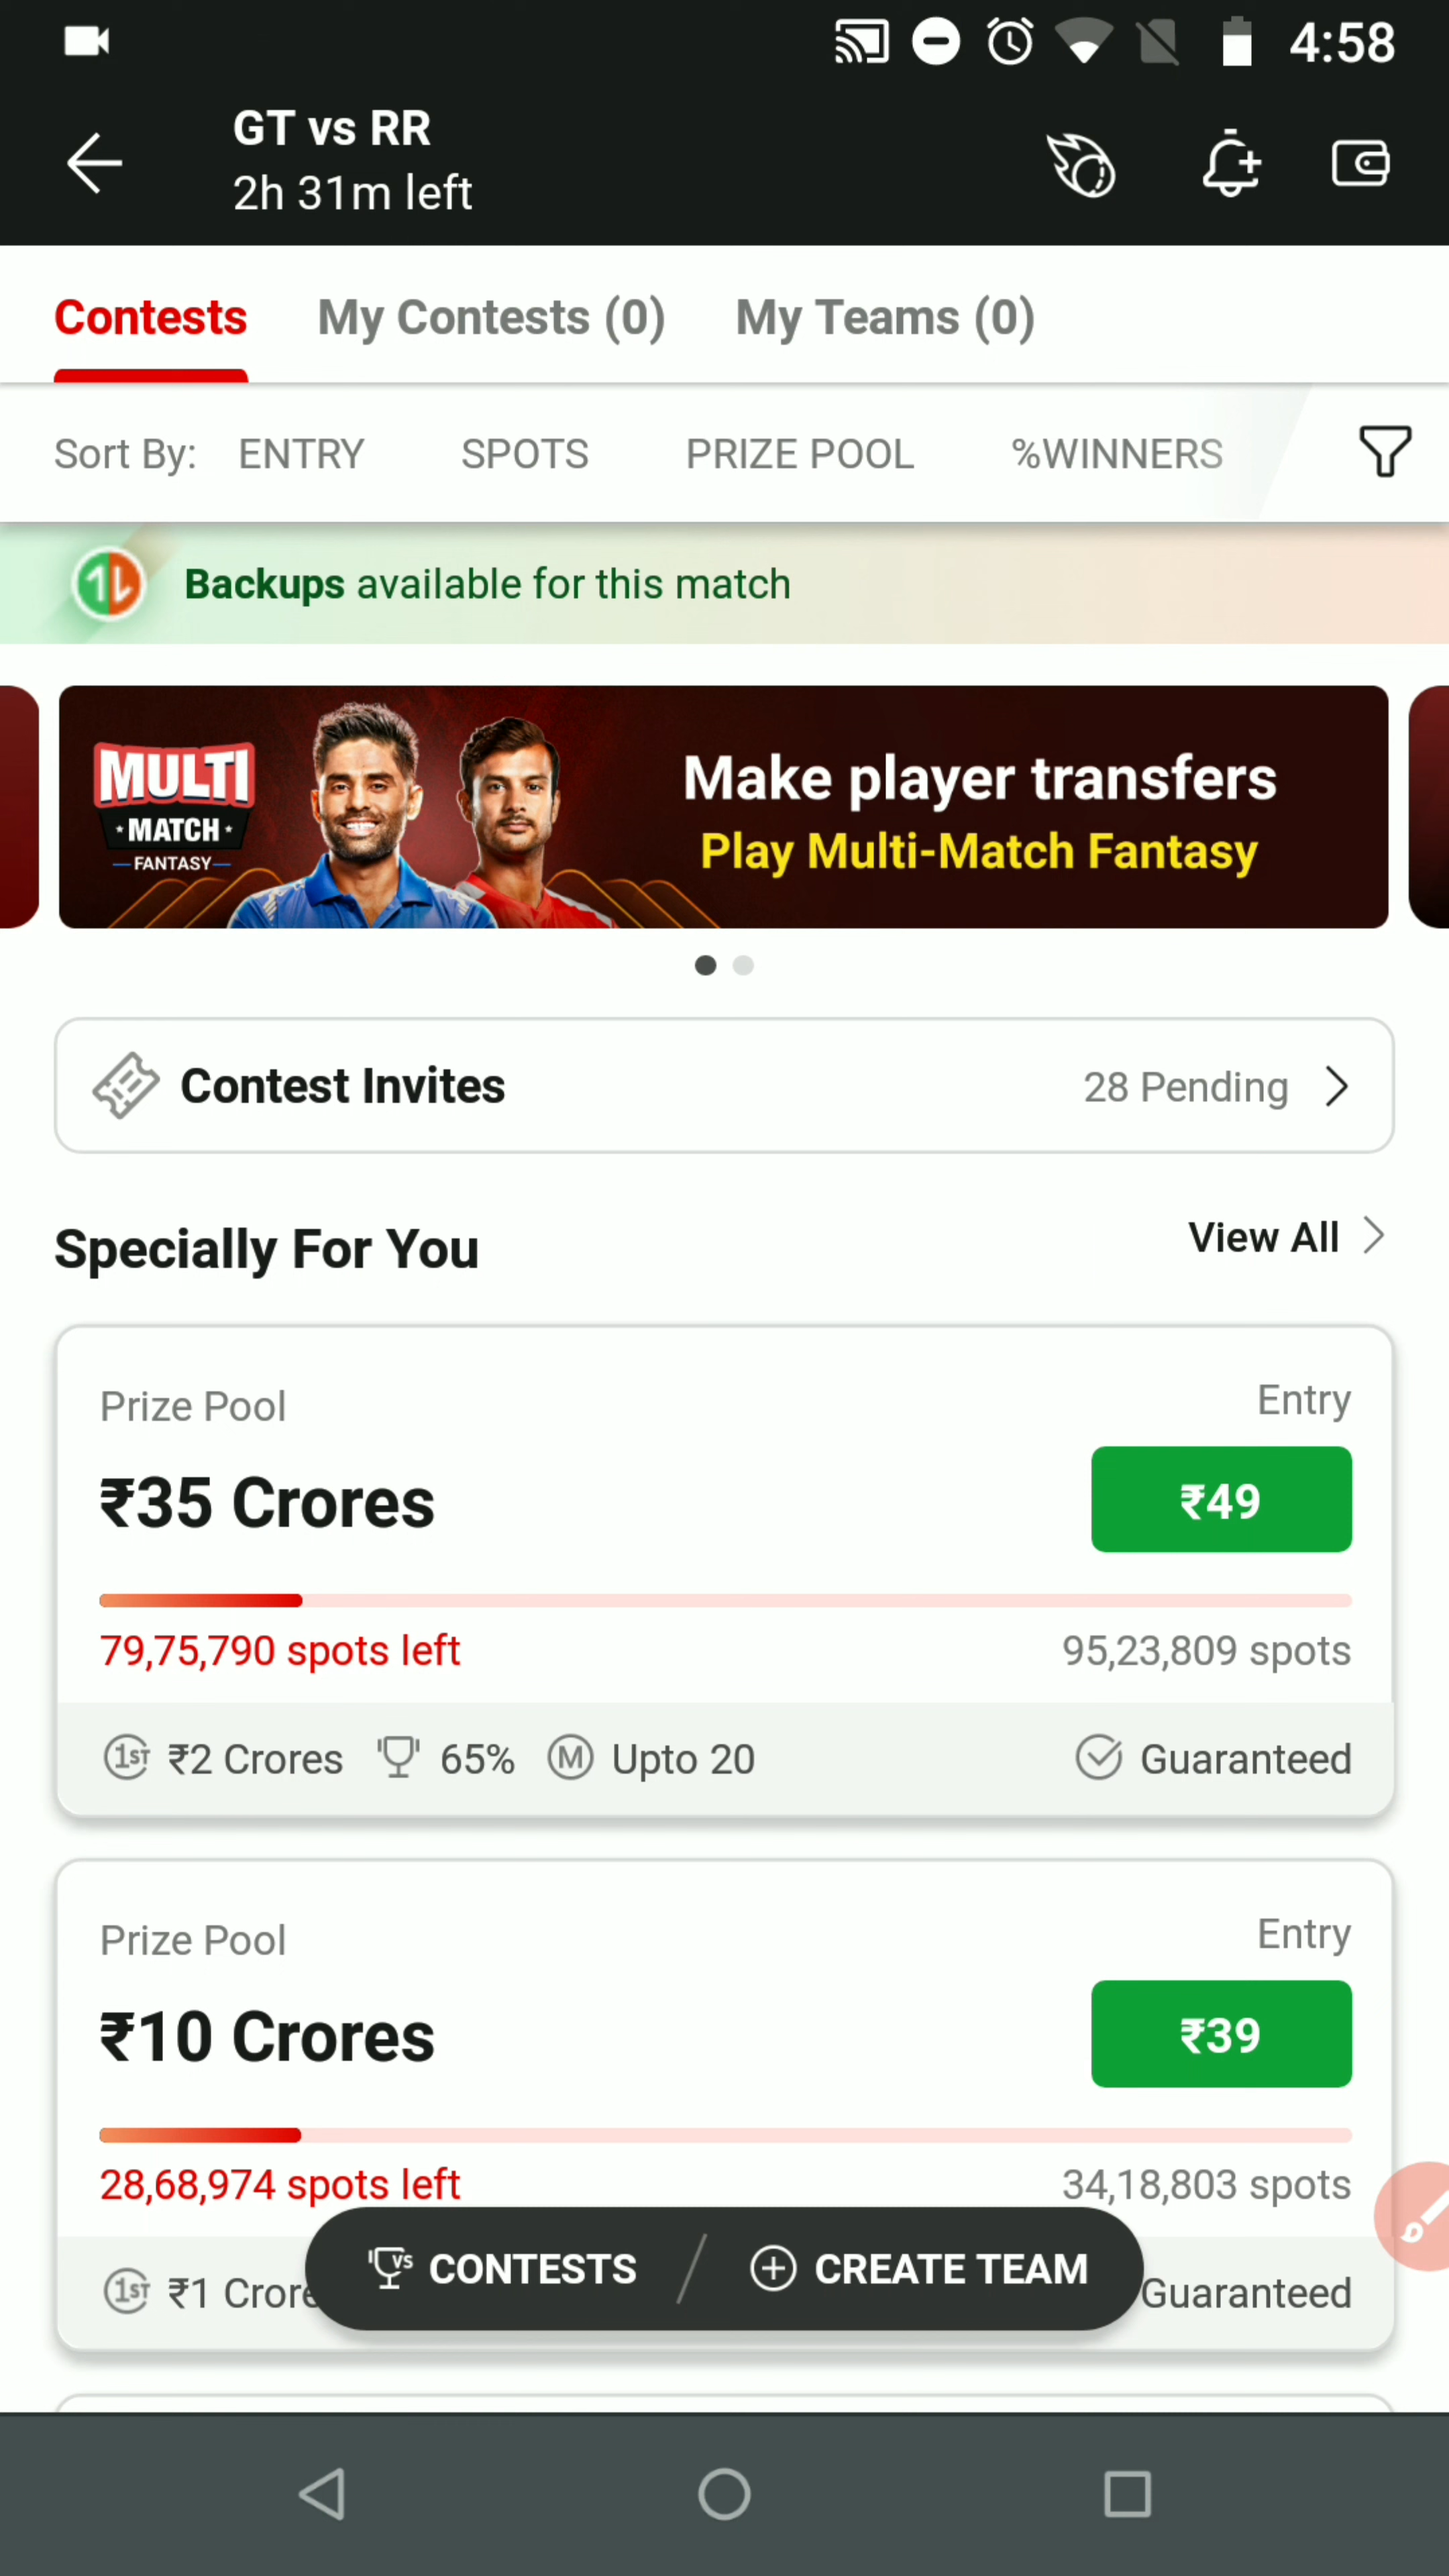 4:58
GT vs RR
2h 31m left
Contests My Contests (0) My Teams (0)
Sort By: ENTRY SPOTS PRIZE POOL %WINNERS
Backups available for this match
MULTI
MATCH
FANTASY
Make player transfers
Play Multi-Match Fantasy
Contest Invites 28 Pending
Specially For You View All
Prize Pool Entry
₹35 Crores ₹49
79,75,790 spots left 95,23,809 spots
1ST ₹2 Crores 65% M Upto 20 Guaranteed
Prize Pool Entry
₹10 Crores ₹39
28,68,974 spots left 34,18,803 spots
1ST ₹1 Crore Guaranteed
VS CONTESTS CREATE TEAM